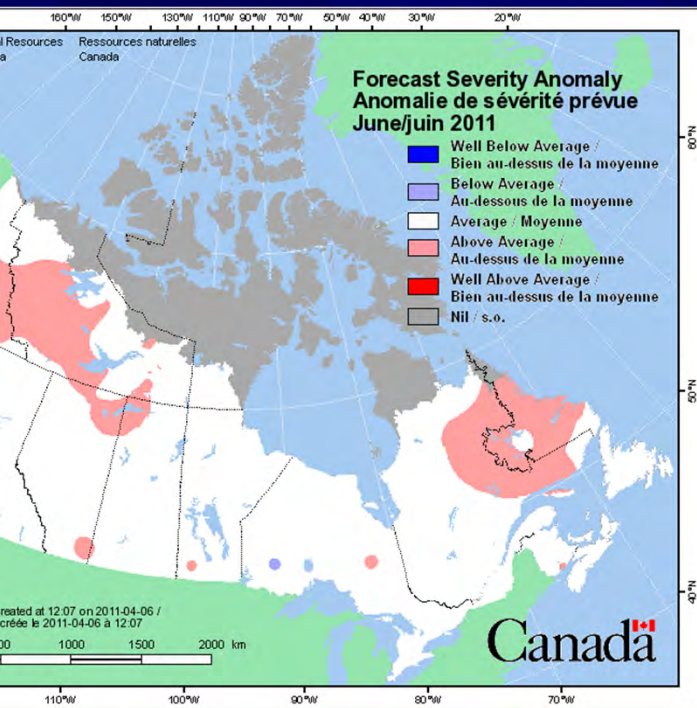 160°W 150°W 140°W 130°W 110°W 90°W 70°W 50°W 40°W 30°W 20°W
l Resources Ressources naturelles
a Canada
Forecast Severity Anomaly
Anomalie de sévérité prévue
June/juin 2011
Well Below Average /
Bien au-dessus de la moyenne
Below Average /
Au-dessous de la moyenne
Average / Moyenne
Above Average /
Au-dessus de la moyenne
Well Above Average /
Bien au-dessus de la moyenne
Nil / s.o.
60°N
50°N
40°N
reated at 12:07 on 2011-04-06 /
créée le 2011-04-06 à 12:07
00 1000 1500 2000 km
Canada
110°W 100°W 90°W 80°W 70°W